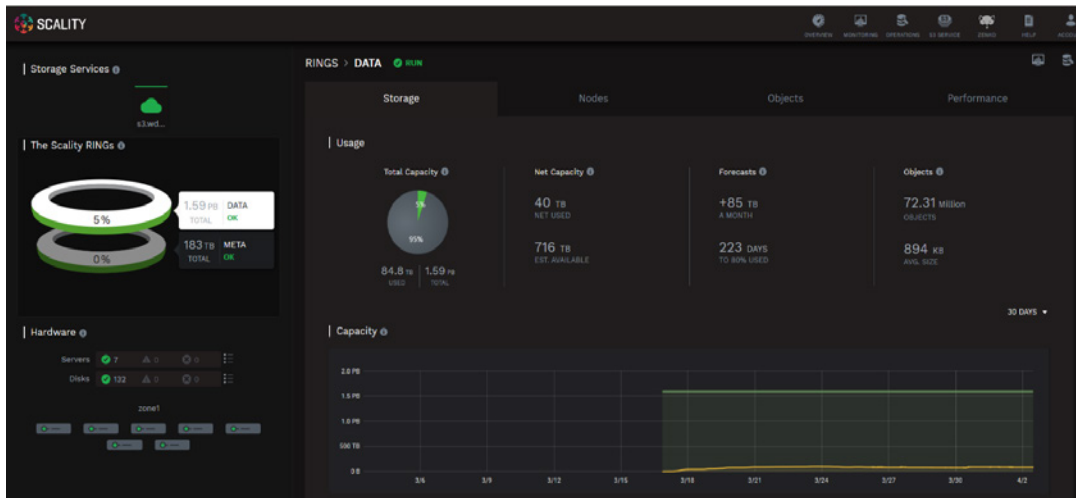 SCALITY
OVERVIEW MONITORING OPERATIONS S3 SERVICE ZENKO HELP ACCOU
Storage Services
s3.wd...
The Scality RINGs
5%
1.59 PB DATA
TOTAL OK
0%
183 TB META
TOTAL OK
Hardware
Servers 7 0 0
Disks 132 0 0
zone1
RINGS > DATA RUN
Storage Nodes Objects Performance
Usage
Total Capacity
5%
95%
84.8 TB 1.59 PB
USED TOTAL
Net Capacity
40 TB
NET USED
716 TB
EST. AVAILABLE
Forecasts
+85 TB
A MONTH
223 DAYS
TO 80% USED
Objects
72.31 Million
OBJECTS
894 KB
AVG. SIZE
30 DAYS
Capacity
2.0 PB
1.5 PB
1.0 PB
500 TB
0 B
3/6 3/9 3/12 3/15 3/18 3/21 3/24 3/27 3/30 4/2